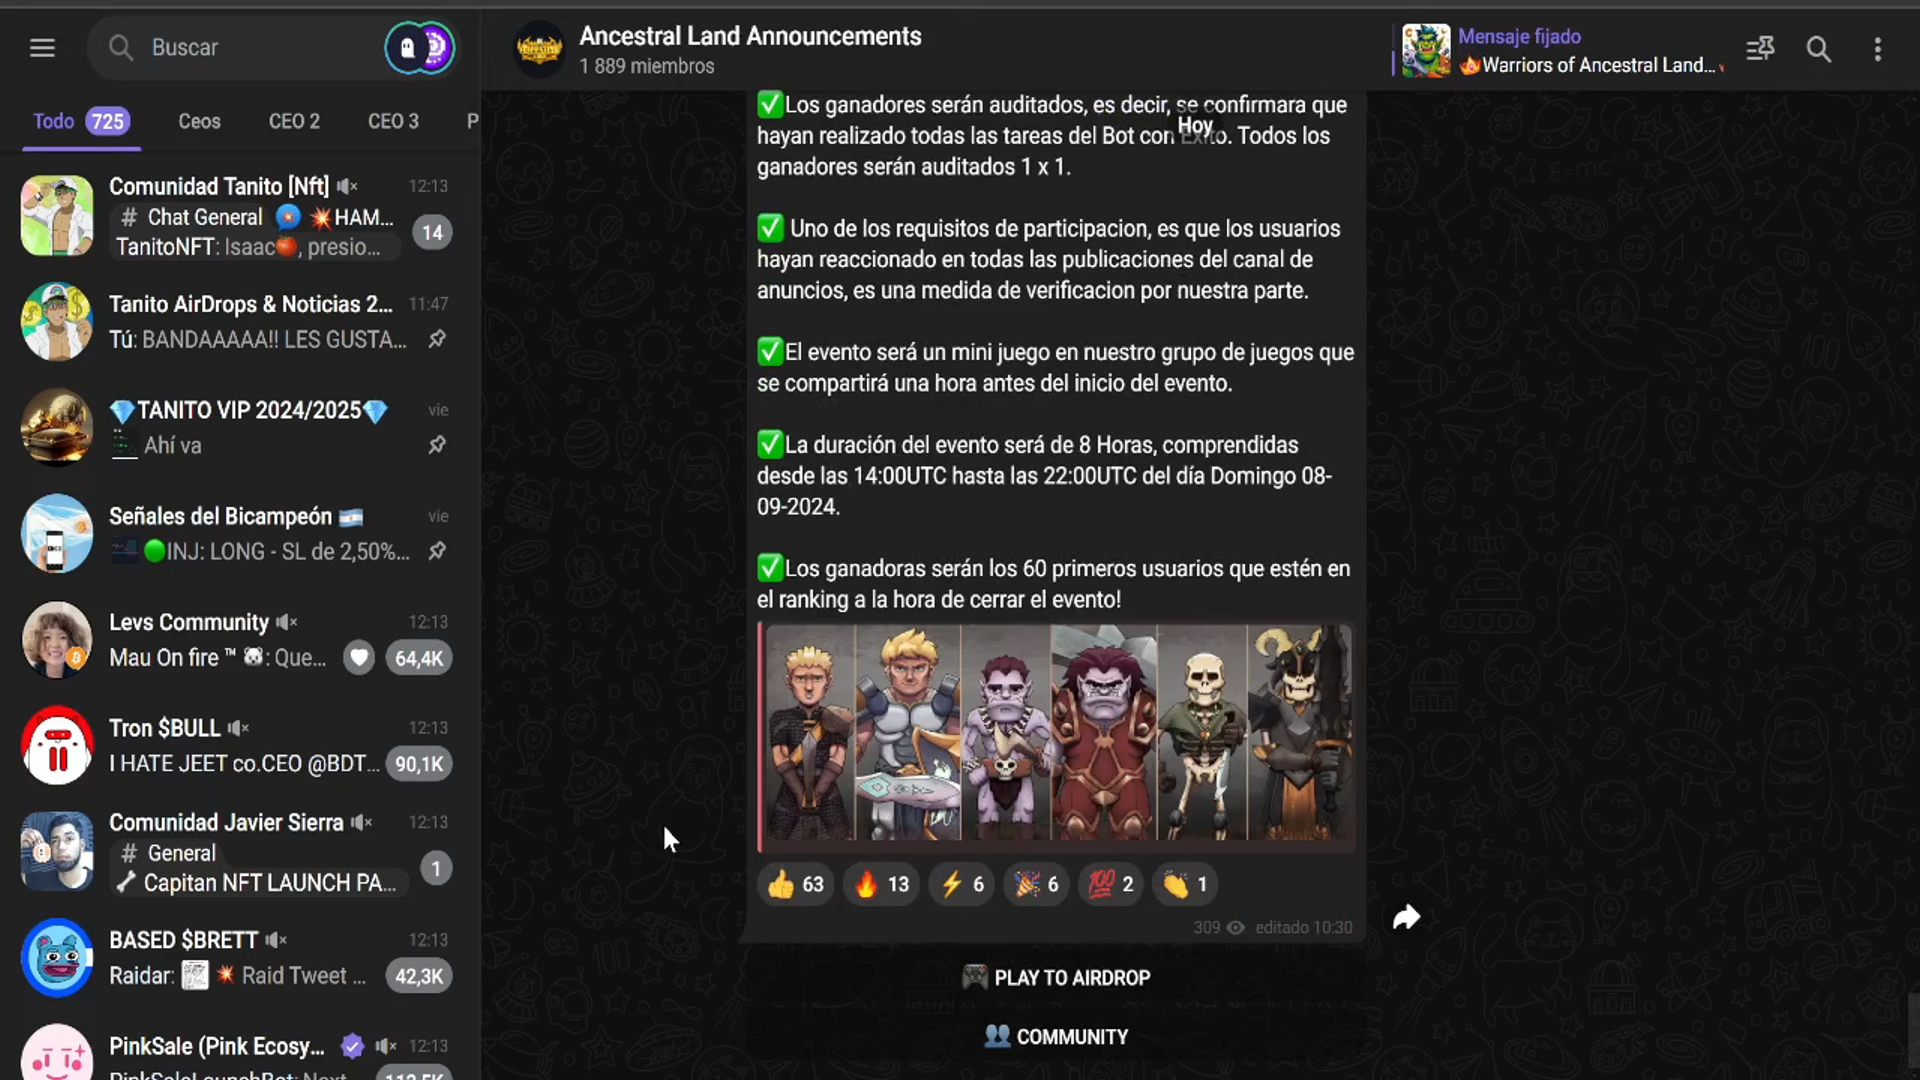 Buscar
Todo 725 Ceos CEO 2 CEO 3 P
Comunidad Tanito [Nft] 12:13
# Chat General HAM...
TanitoNFT: Isaac, presio... 14
Tanito AirDrops & Noticias 2... 11:47
Tú: BANDAAAAA!! LES GUSTA...
TANITO VIP 2024/2025 vie
Ahí va
Señales del Bicampeón vie
INJ: LONG - SL de 2,50%...
Levs Community 12:13
Mau On fire ™: Que... 64,4K
Tron $BULL 12:13
I HATE JEET co.CEO @BDT... 90,1K
Comunidad Javier Sierra 12:13
# General
Capitan NFT LAUNCH PA... 1
BASED $BRETT 12:13
Raidar: Raid Tweet ... 42,3K
PinkSale (Pink Ecosy... 12:13
Ancestral Land Announcements
1 889 miembros
Mensaje fijado
Warriors of Ancestral Land...
Hoy
Los ganadores serán auditados, es decir, se confirmara que
hayan realizado todas las tareas del Bot con Exito. Todos los
ganadores serán auditados 1 x 1.
Uno de los requisitos de participacion, es que los usuarios
hayan reaccionado en todas las publicaciones del canal de
anuncios, es una medida de verificacion por nuestra parte.
El evento será un mini juego en nuestro grupo de juegos que
se compartirá una hora antes del inicio del evento.
La duración del evento será de 8 Horas, comprendidas
desde las 14:00UTC hasta las 22:00UTC del día Domingo 08-
09-2024.
Los ganadoras serán los 60 primeros usuarios que estén en
el ranking a la hora de cerrar el evento!
63 13 6 6 2 1
309 editado 10:30
PLAY TO AIRDROP
COMMUNITY